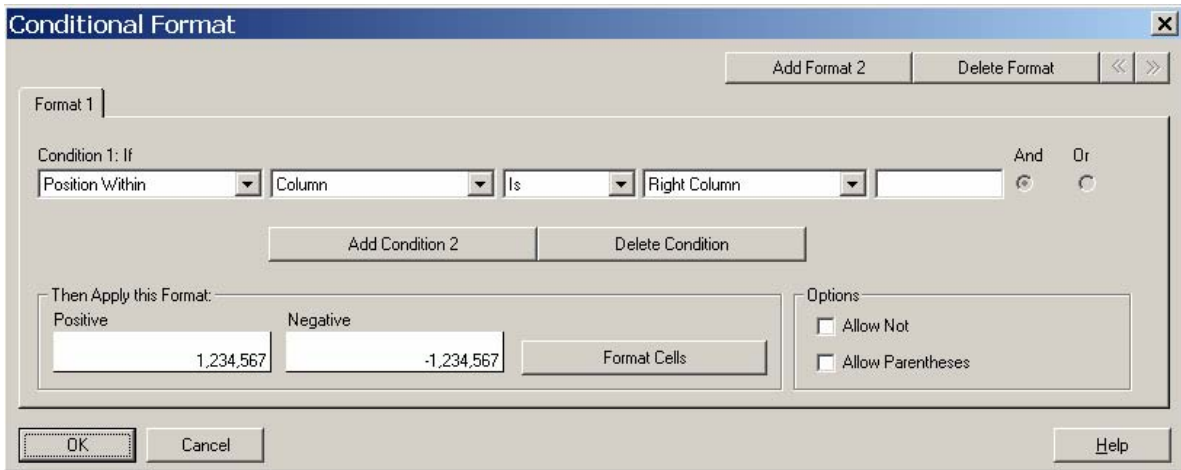 Conditional Format
Add Format 2 Delete Format
Format 1
Condition 1: If And Or
Position Within Column Is Right Column
Add Condition 2 Delete Condition
Then Apply this Format: Options
Positive Negative Allow Not
1,234,567 -1,234,567 Format Cells Allow Parentheses
OK Cancel Help